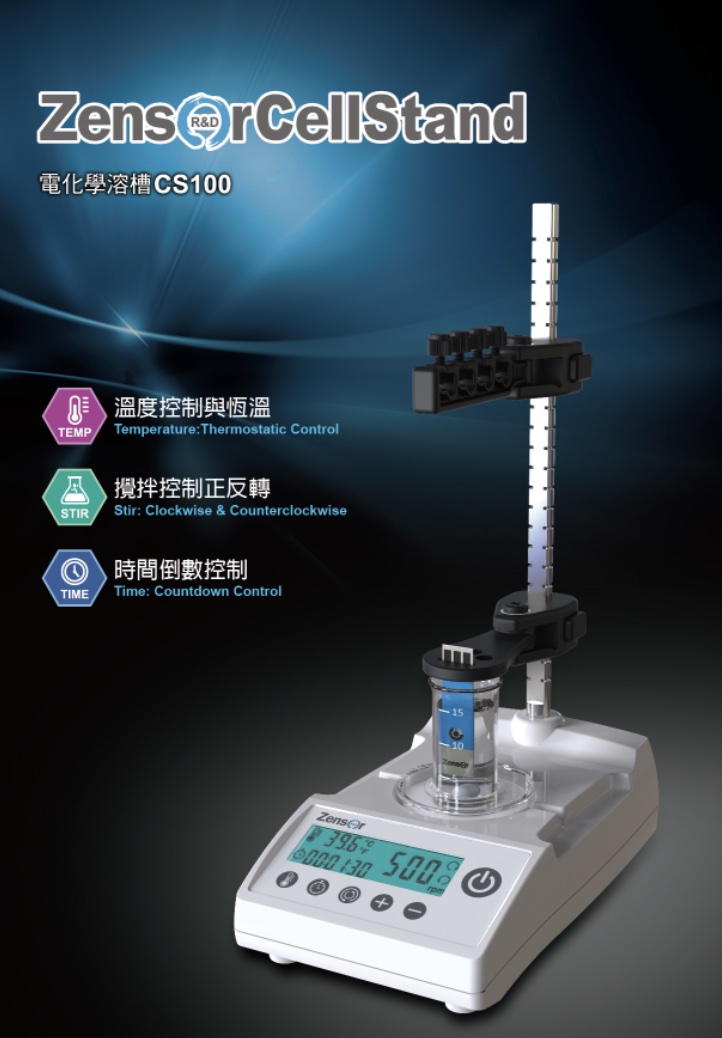 ZensorCellStand
R&D
電化學溶槽CS100
TEMP
溫度控制與恆溫
Temperature:Thermostatic Control
STIR
攪拌控制正反轉
Stir: Clockwise & Counterclockwise
TIME
時間倒數控制
Time: Countdown Control
15
10
Zensor
Zensor
39.6 °C
°F
000:1:30
500
rpm